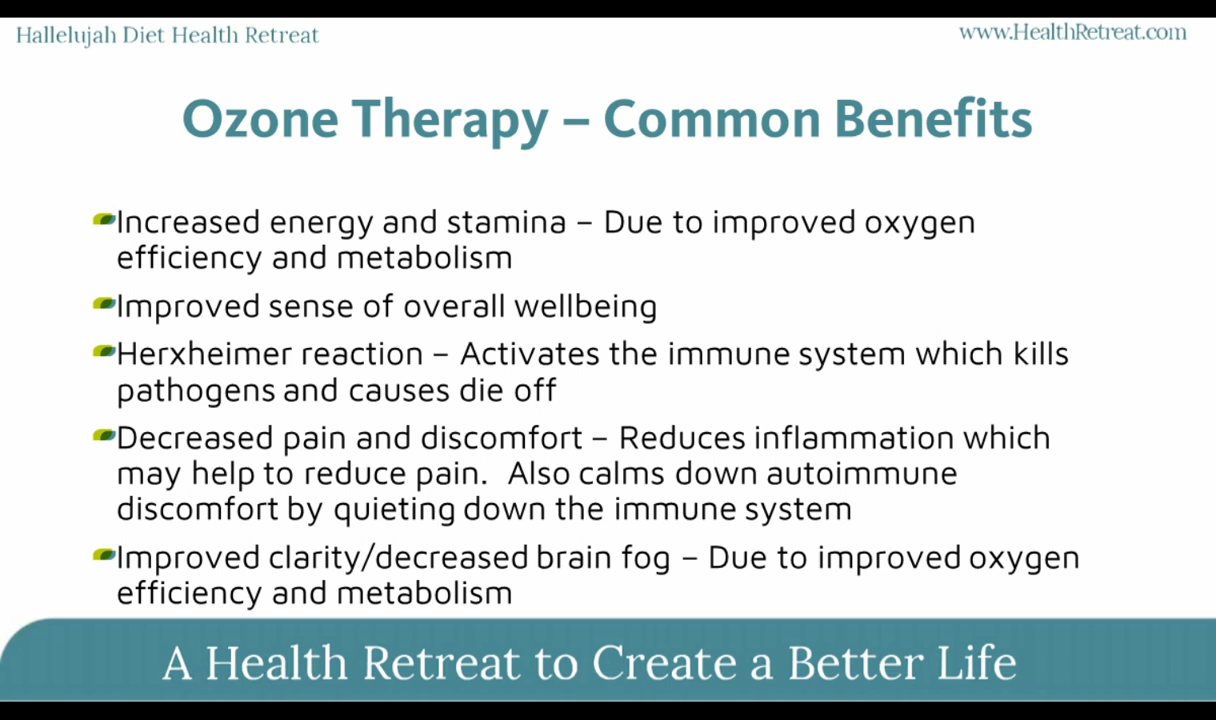 Hallelujah Diet Health Retreat
www.HealthRetreat.com
Ozone Therapy – Common Benefits
Increased energy and stamina – Due to improved oxygen
efficiency and metabolism
Improved sense of overall wellbeing
Herxheimer reaction – Activates the immune system which kills
pathogens and causes die off
Decreased pain and discomfort – Reduces inflammation which
may help to reduce pain.  Also calms down autoimmune
discomfort by quieting down the immune system
Improved clarity/decreased brain fog – Due to improved oxygen
efficiency and metabolism
A Health Retreat to Create a Better Life